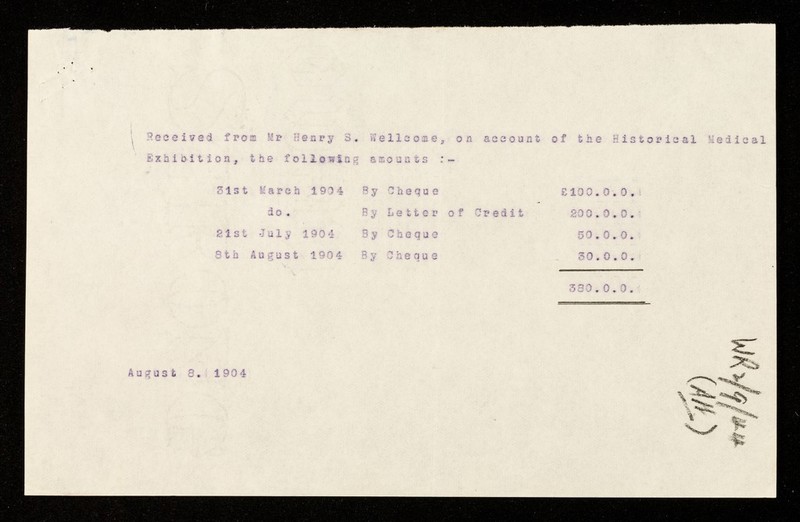 Received from Mr Henry S. Wellcome, on account of the Historical Medical
Exhibition, the following amounts :-
31st March 1904 By Cheque £100.0.0.
do. By Letter of Credit 200.0.0.
21st July 1904 By Cheque 50.0.0.
8th August 1904 By Cheque 30.0.0.
380.0.0.
August 8. 1904